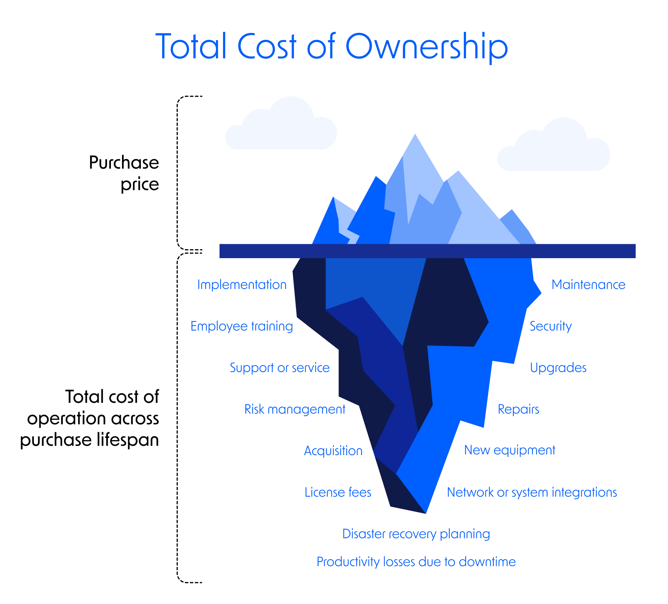 Total Cost of Ownership
Purchase
price
Implementation
Maintenance
Employee training
Security
Support or service
Upgrades
Total cost of
operation across
purchase lifespan
Risk management
Repairs
Acquisition
New equipment
License fees
Network or system integrations
Disaster recovery planning
Productivity losses due to downtime